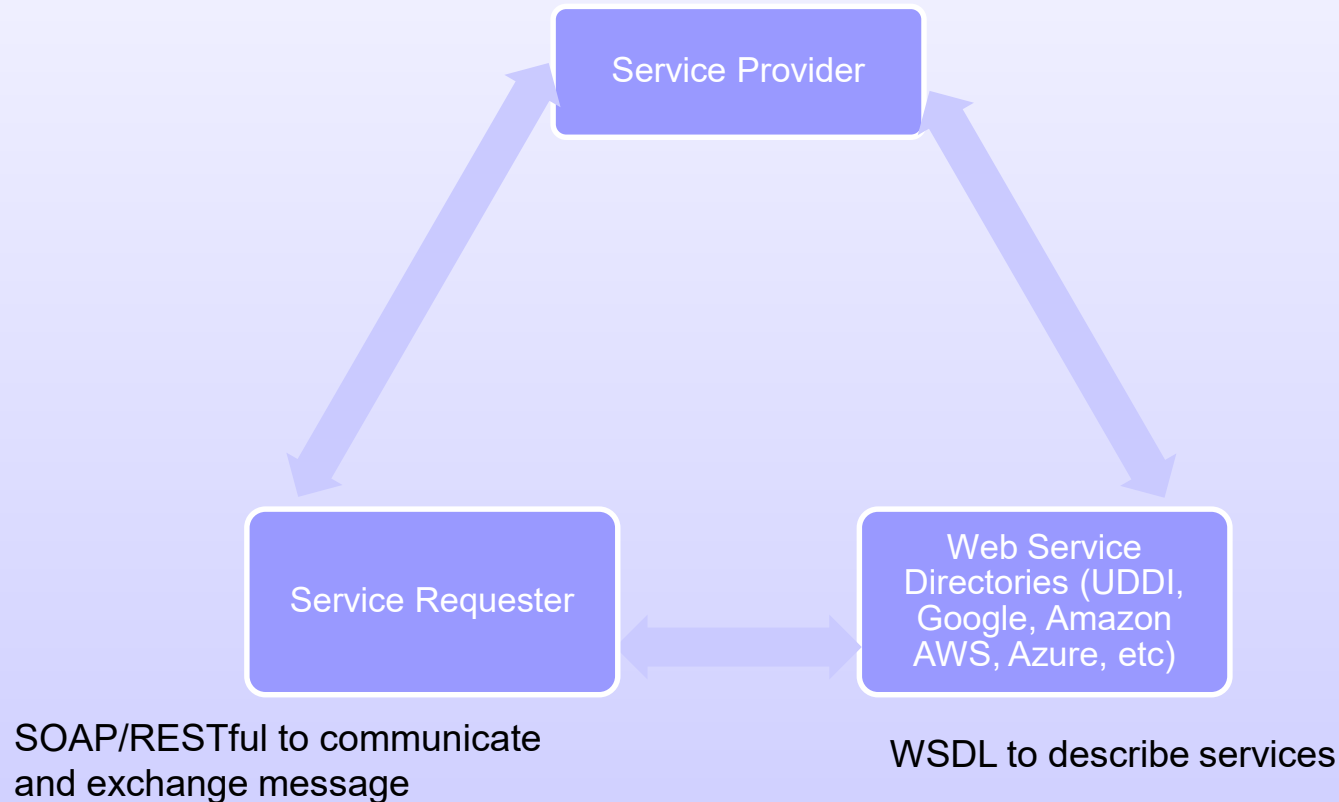 Service Provider
Service Requester
Web Service
Directories (UDDI,
Google, Amazon
AWS, Azure, etc)
SOAP/RESTful to communicate
and exchange message
WSDL to describe services